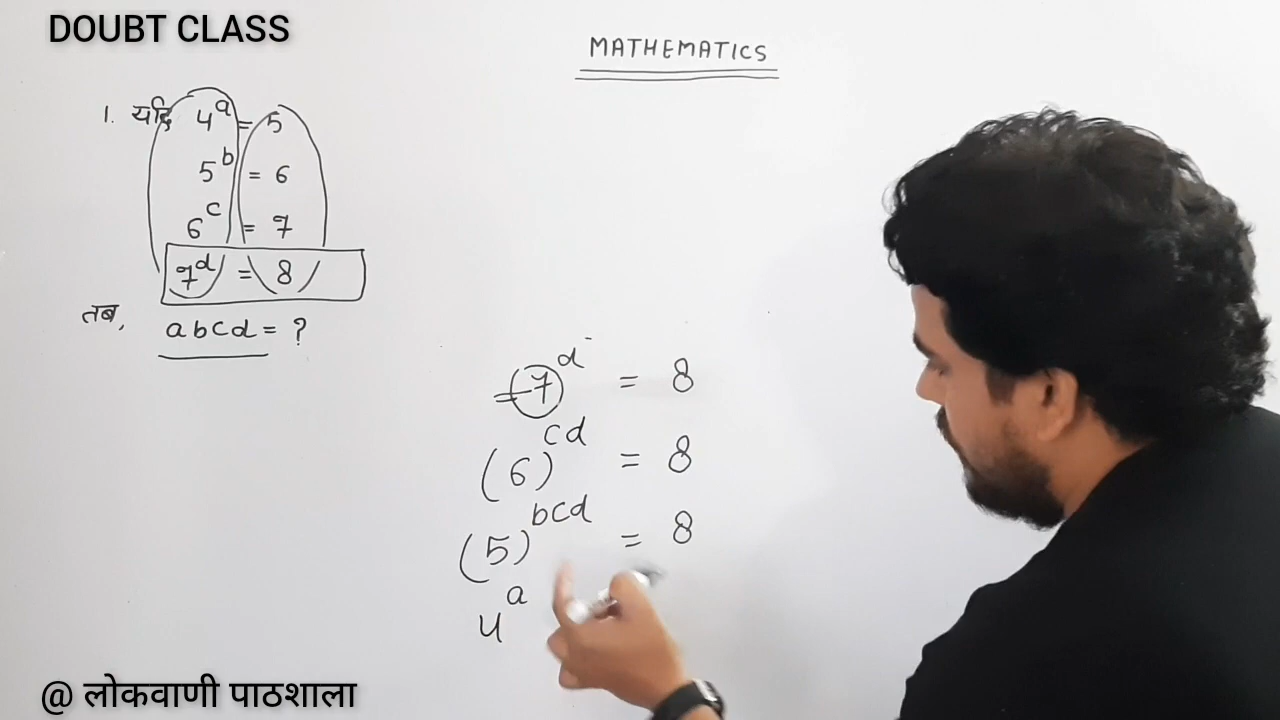 DOUBT CLASS
MATHEMATICS
1. यदि 4^a = 5
5^b = 6
6^c = 7
7^d = 8
तब, abcd = ?
=7^d = 8
(6)^cd = 8
(5)^bcd = 8
4^a
@ लोकवाणी पाठशाला